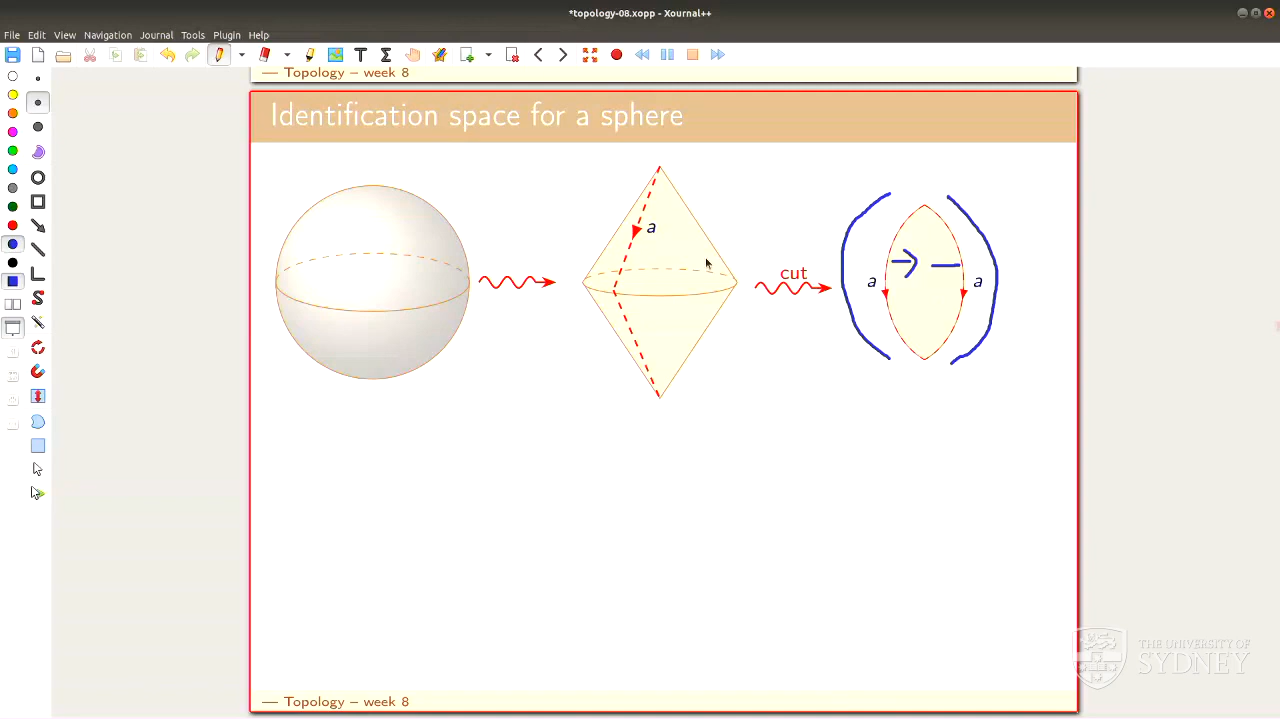 *topology-08.xopp - Xournal++
File Edit View Navigation Journal Tools Plugin Help
— Topology – week 8
Identification space for a sphere
a
cut
a
a
— Topology – week 8
THE UNIVERSITY OF
SYDNEY